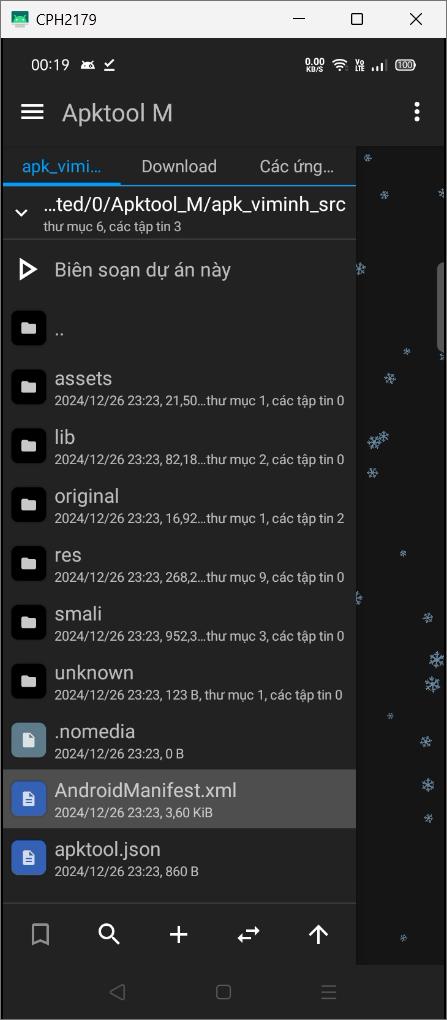 CPH2179
00:19
0.00
KB/S
Vo
LTE
100
Apktool M
apk_vimi...
Download
Các ứng...
...ted/0/Apktool_M/apk_viminh_src
thư mục 6, các tập tin 3
Biên soạn dự án này
..
assets
2024/12/26 23:23, 21,50...thư mục 1, các tập tin 0
lib
2024/12/26 23:23, 82,18...thư mục 2, các tập tin 0
original
2024/12/26 23:23, 16,92...thư mục 1, các tập tin 2
res
2024/12/26 23:23, 268,2...thư mục 9, các tập tin 0
smali
2024/12/26 23:23, 952,3...thư mục 3, các tập tin 0
unknown
2024/12/26 23:23, 123 B, thư mục 1, các tập tin 0
.nomedia
2024/12/26 23:23, 0 B
AndroidManifest.xml
2024/12/26 23:23, 3,60 KiB
apktool.json
2024/12/26 23:23, 860 B